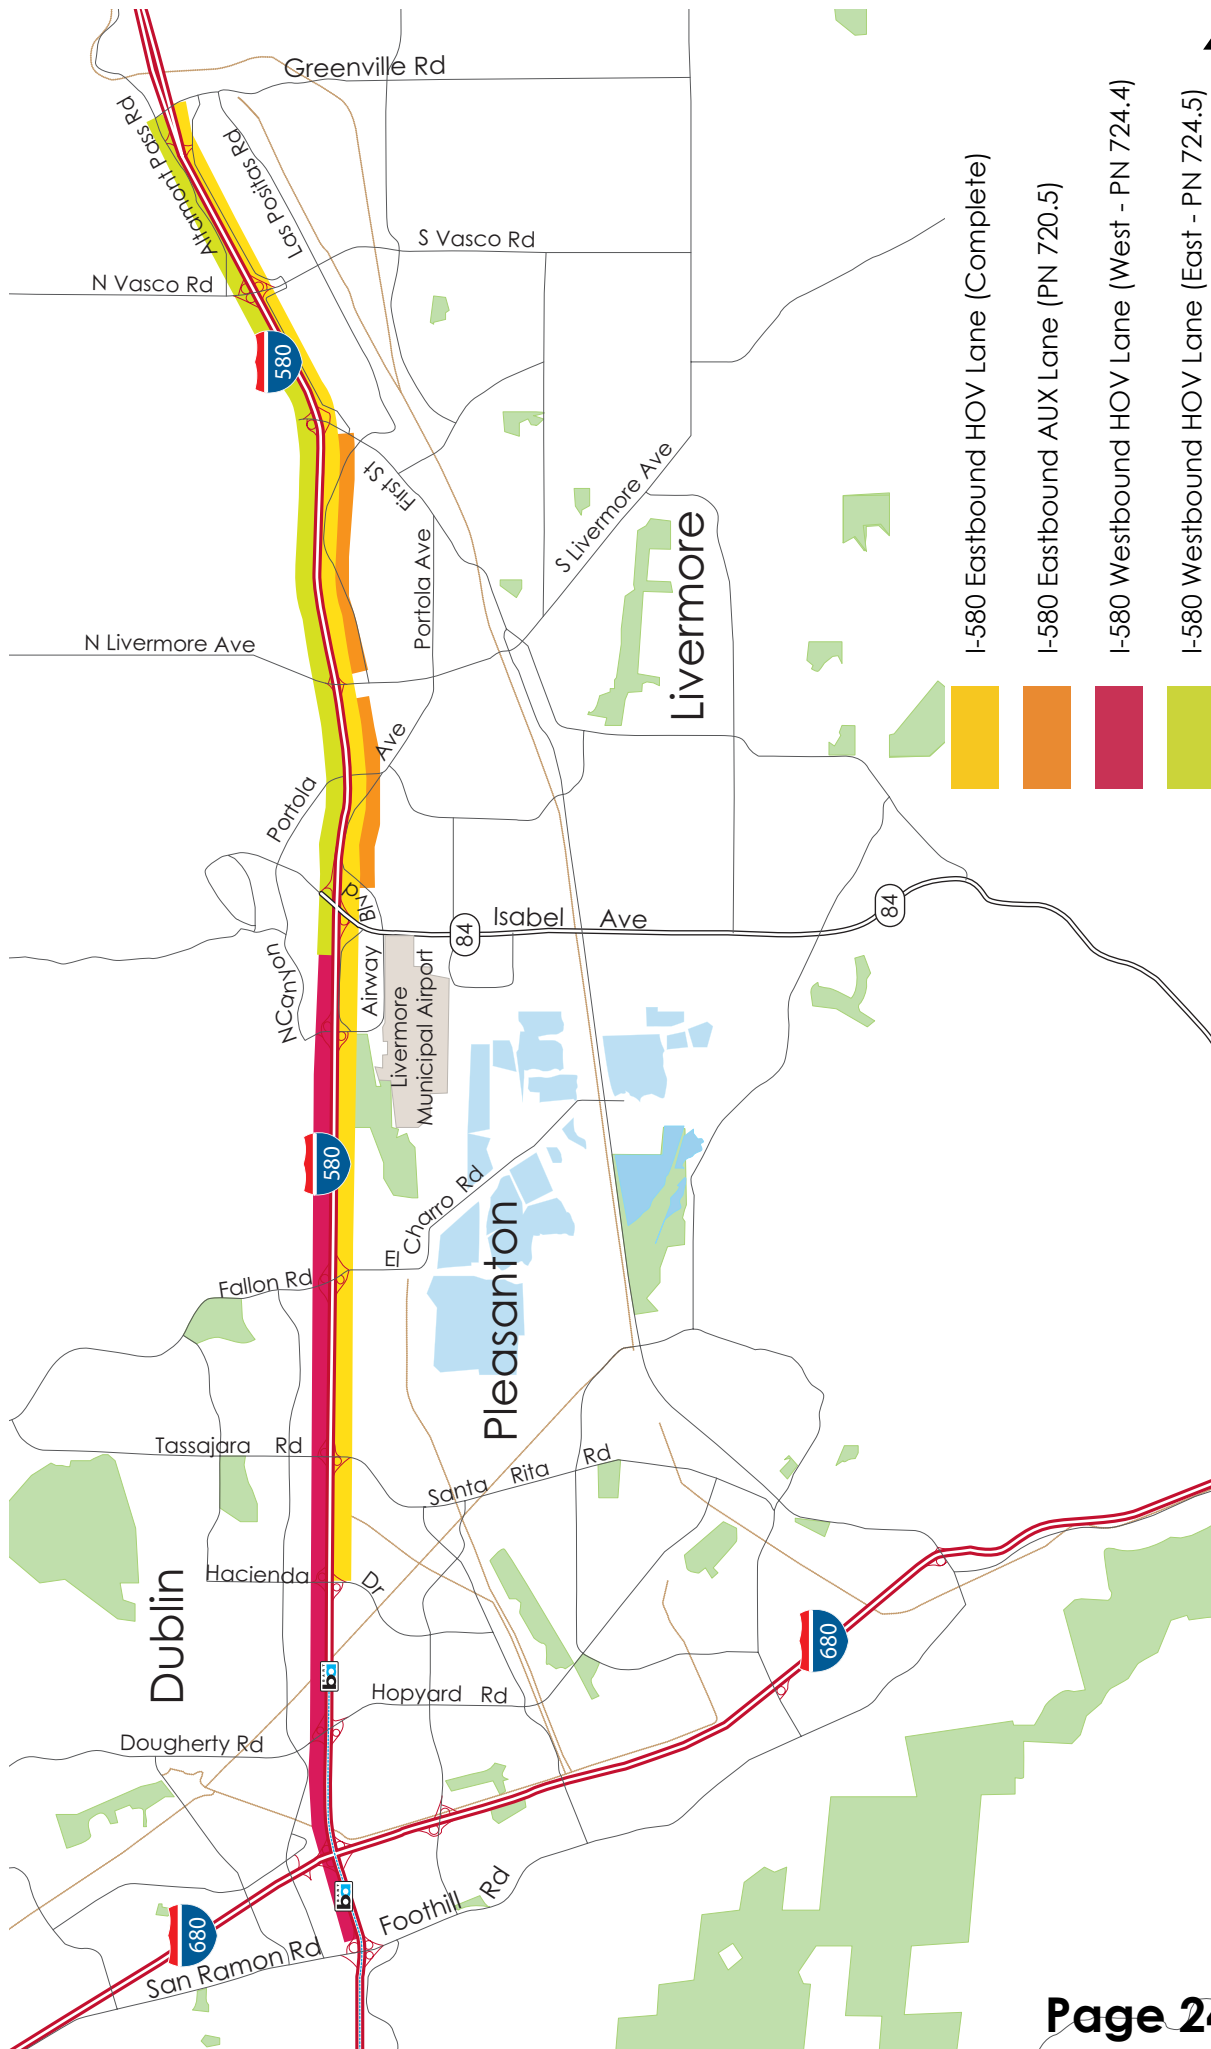 Greenville Rd
Altamont Pass Rd
Las Positas Rd
S Vasco Rd
N Vasco Rd
580
First St
Portola Ave
S Livermore Ave
Livermore
N Livermore Ave
Portola
Ave
Isabel Ave
84
84
Airway
Blvd
N Canyon
Livermore
Municipal Airport
580
El Charro Rd
Fallon Rd
Pleasanton
Tassajara Rd
Santa Rita Rd
Hacienda
Dr
Dublin
Hopyard Rd
Dougherty Rd
680
680
San Ramon Rd
Foothill Rd
ba
ba
I-580 Eastbound HOV Lane (Complete)
I-580 Eastbound AUX Lane (PN 720.5)
I-580 Westbound HOV Lane (West - PN 724.4)
I-580 Westbound HOV Lane (East - PN 724.5)
Page 24